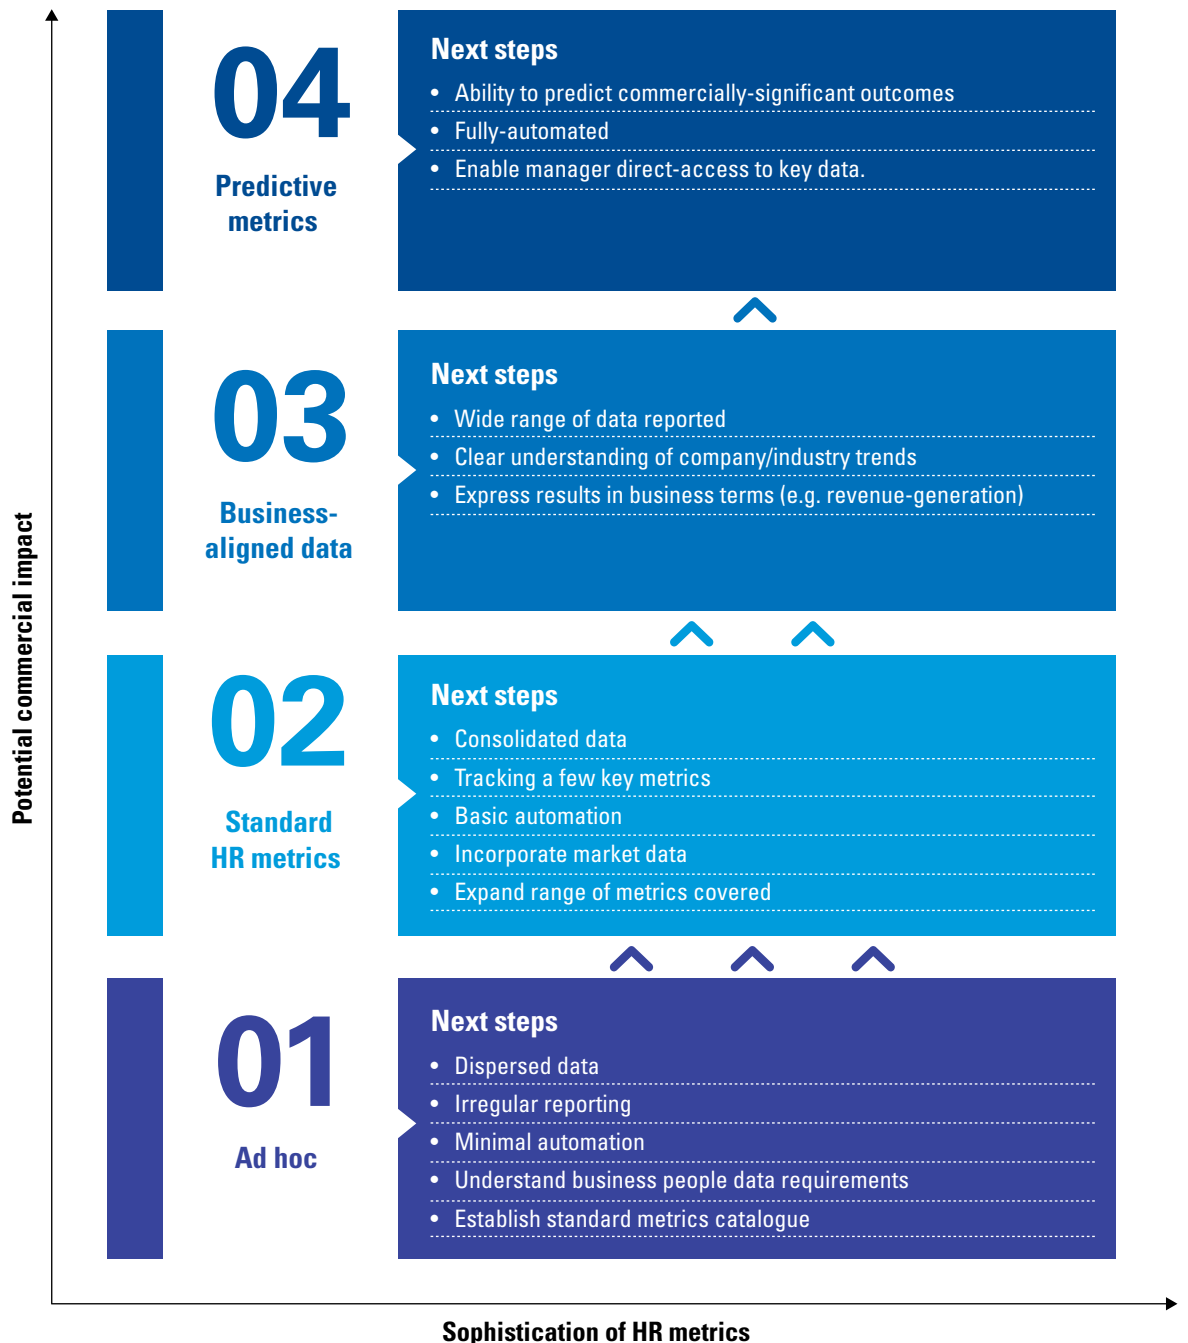 04
Predictive
metrics
Next steps
• Ability to predict commercially-significant outcomes
• Fully-automated
• Enable manager direct-access to key data.
03
Business-
aligned data
Next steps
• Wide range of data reported
• Clear understanding of company/industry trends
• Express results in business terms (e.g. revenue-generation)
02
Standard
HR metrics
Next steps
• Consolidated data
• Tracking a few key metrics
• Basic automation
• Incorporate market data
• Expand range of metrics covered
01
Ad hoc
Next steps
• Dispersed data
• Irregular reporting
• Minimal automation
• Understand business people data requirements
• Establish standard metrics catalogue
Potential commercial impact
Sophistication of HR metrics